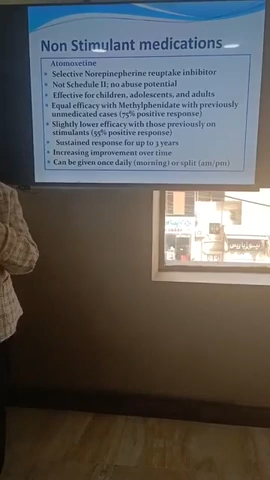 Non Stimulant medications
Atomosetine
Selective Norepinepherine reuptake inhibitor
Not Schedule II; no abuse potential
Effective for children, adolescents, and adults
Equal efficacy with Methylphenidate with previously
unmedicated cases (75% positive response)
Slightly lower efficacy with those previously on
stimulants (55% positive response)
Sustained response for up to 3 years
Increasing improvement over time
Can be given once daily (morning) or split (am/pm)